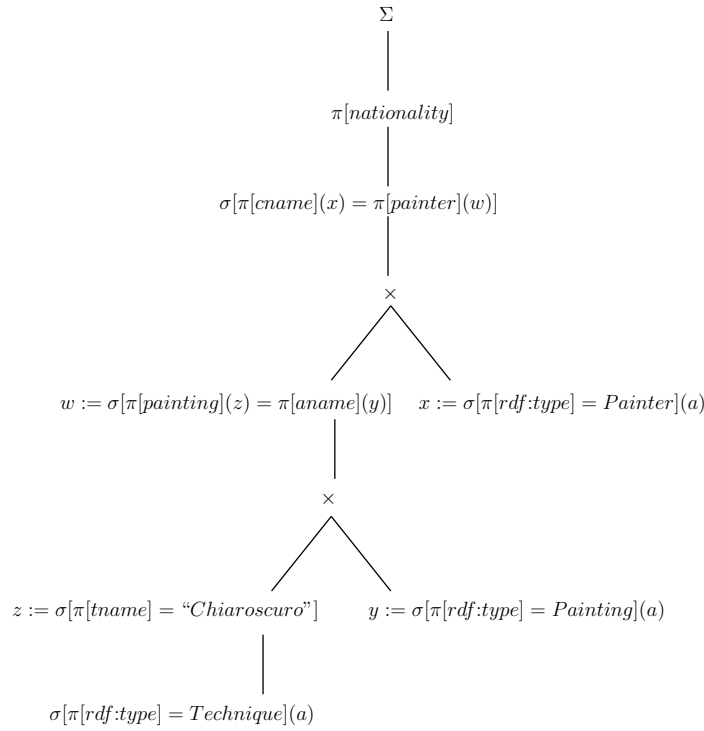 Σ
π[nationality]
σ[π[cname](x) = π[painter](w)]
×
w := σ[π[painting](z) = π[aname](y)] x := σ[π[rdf:type] = Painter](a)
×
z := σ[π[tname] = “Chiaroscuro”] y := σ[π[rdf:type] = Painting](a)
σ[π[rdf:type] = Technique](a)